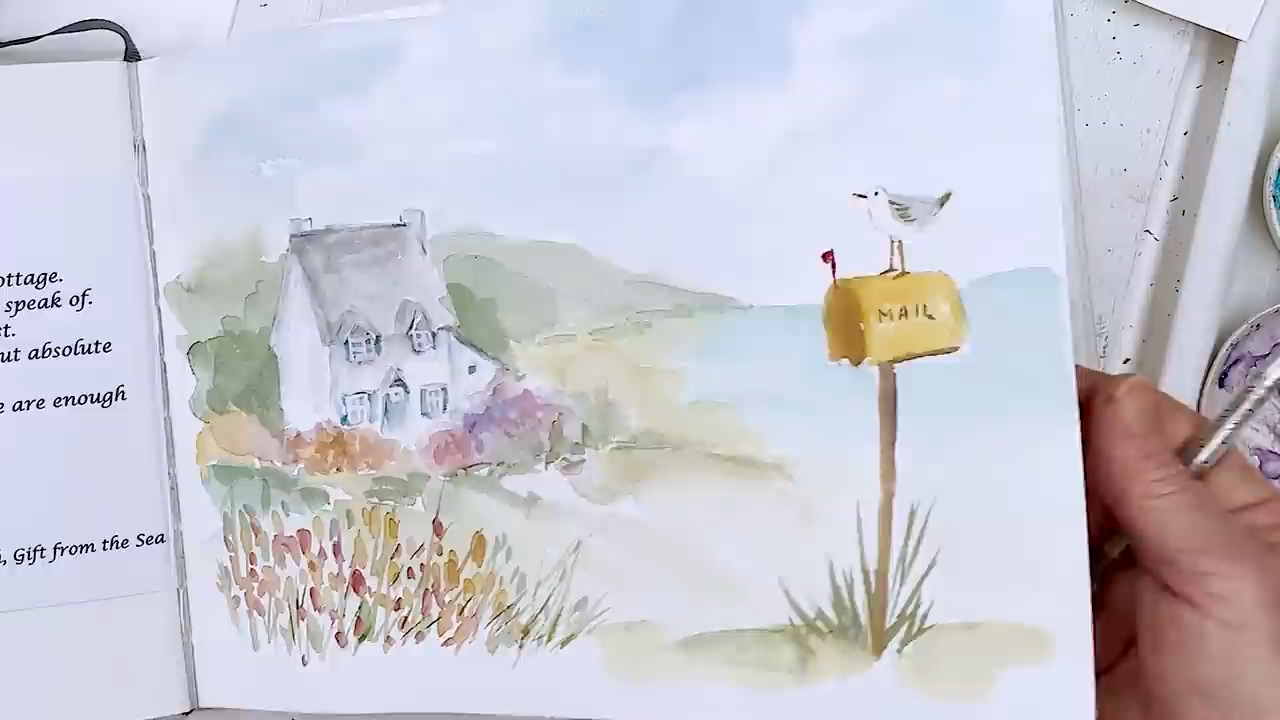 ottage.
speak of.
t.
ut absolute
e are enough
, Gift from the Sea
MAIL